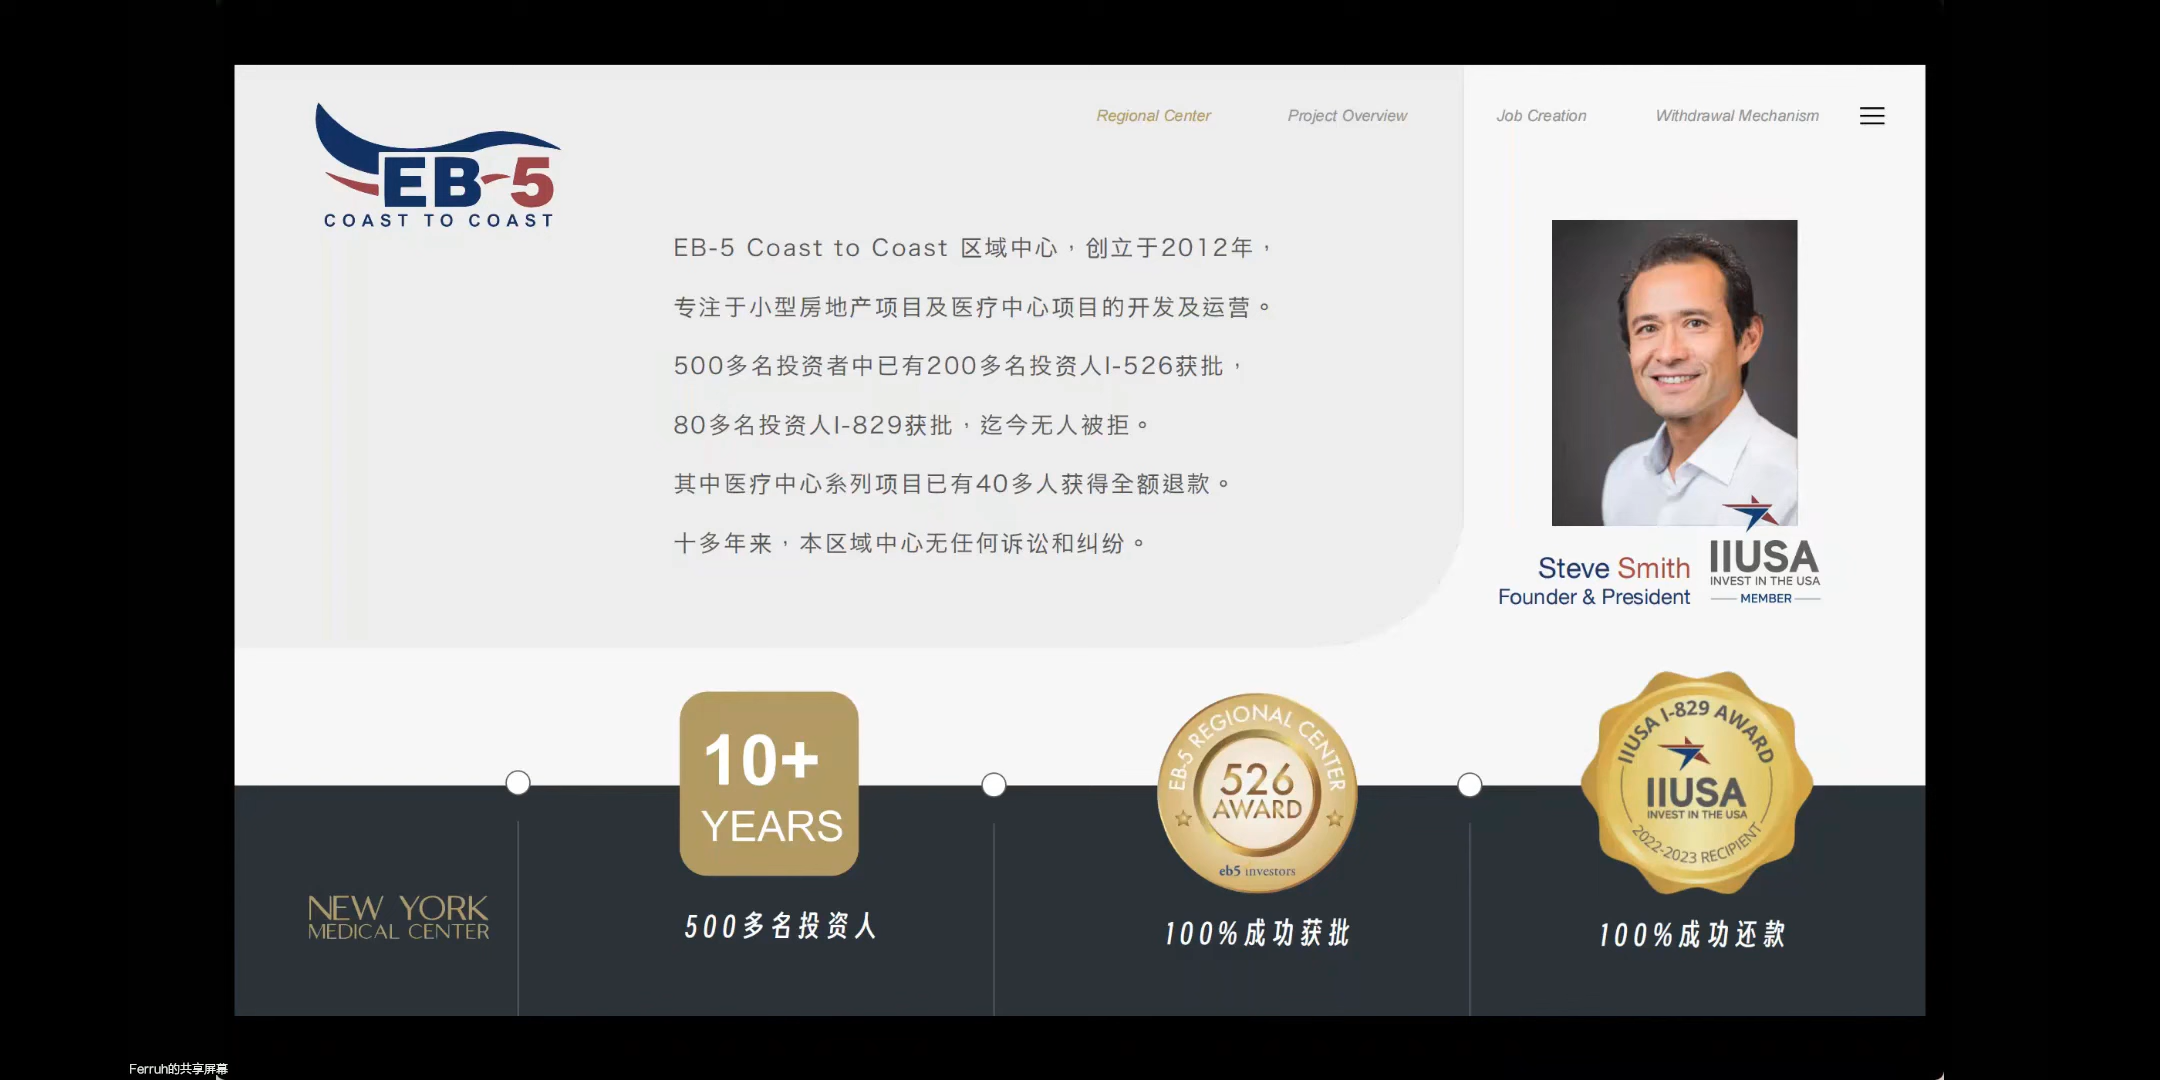 Regional Center
Project Overview
Job Creation
Withdrawal Mechanism
EB-5
COAST TO COAST
EB-5 Coast to Coast 区域中心，创立于2012年，
专注于小型房地产项目及医疗中心项目的开发及运营。
500多名投资者中已有200多名投资人I-526获批，
80多名投资人I-829获批，迄今无人被拒。
其中医疗中心系列项目已有40多人获得全额退款。
十多年来，本区域中心无任何诉讼和纠纷。
Steve Smith
Founder & President
IIUSA
INVEST IN THE USA
MEMBER
NEW YORK
MEDICAL CENTER
10+
YEARS
500多名投资人
EB-5 REGIONAL CENTER
526
AWARD
eb5 investors
100%成功获批
IIUSA I-829 AWARD
IIUSA
INVEST IN THE USA
2022-2023 RECIPIENT
100%成功还款
Ferruh的共享屏幕